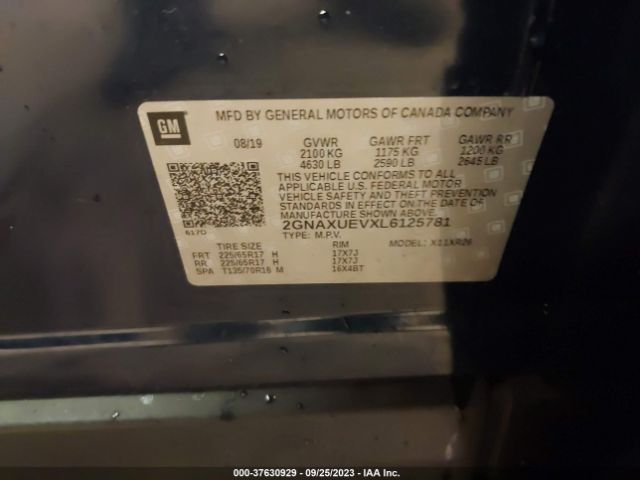 GM
MFD BY GENERAL MOTORS OF CANADA COMPANY
08/19 GVWR GAWR FRT GAWR RR
2100 KG 1175 KG 1200 KG
4630 LB 2590 LB 2645 LB
THIS VEHICLE CONFORMS TO ALL
APPLICABLE U.S. FEDERAL MOTOR
VEHICLE SAFETY AND THEFT PREVENTION
STANDARDS IN EFFECT ON THE DATE OF
MANUFACTURE SHOWN ABOVE.
2GNAXUEVXL6125781
617D TYPE: M.P.V. MODEL: X11XR26
TIRE SIZE RIM
FRT 225/65R17 H 17X7J
RR 225/65R17 H 17X7J
SPA T135/70R16 M 16X4BT
000-37630929 - 09/25/2023 - IAA Inc.